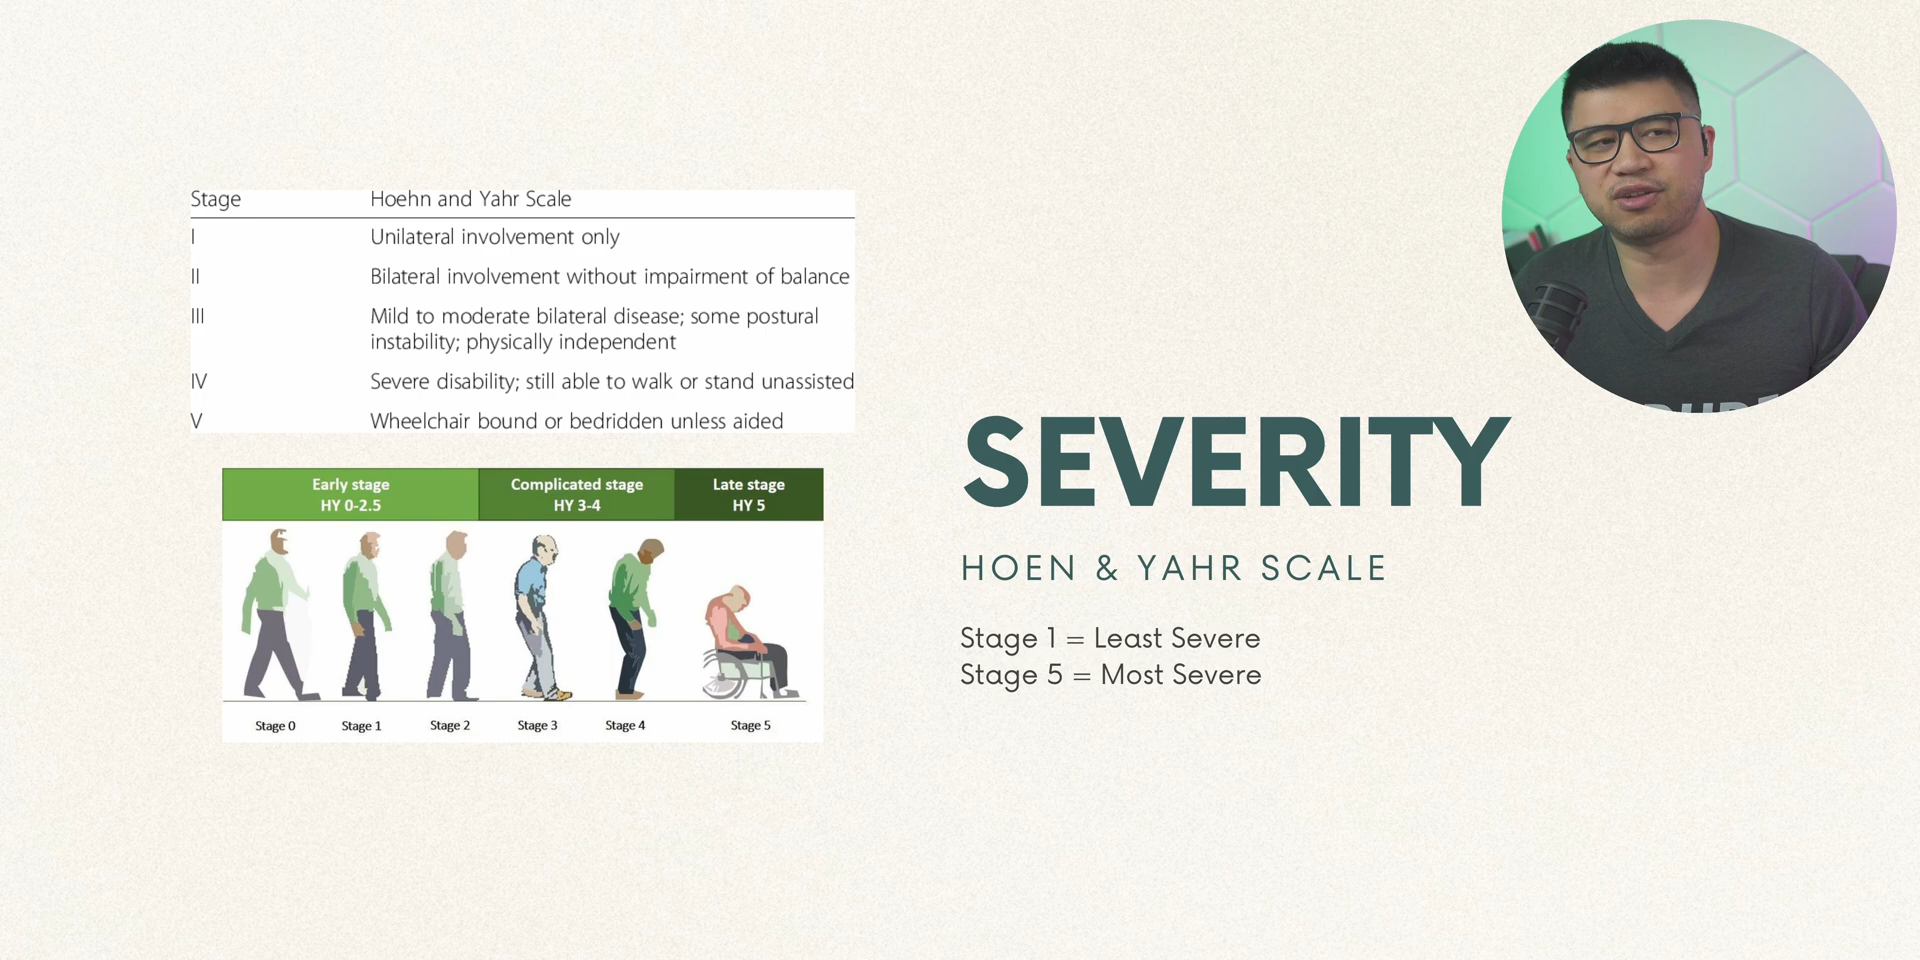 Stage Hoehn and Yahr Scale
I Unilateral involvement only
II Bilateral involvement without impairment of balance
III Mild to moderate bilateral disease; some postural
instability; physically independent
IV Severe disability; still able to walk or stand unassisted
V Wheelchair bound or bedridden unless aided
Early stage Complicated stage Late stage
HY 0-2.5 HY 3-4 HY 5
Stage 0 Stage 1 Stage 2 Stage 3 Stage 4 Stage 5
SEVERITY
HOEN & YAHR SCALE
Stage 1 = Least Severe
Stage 5 = Most Severe